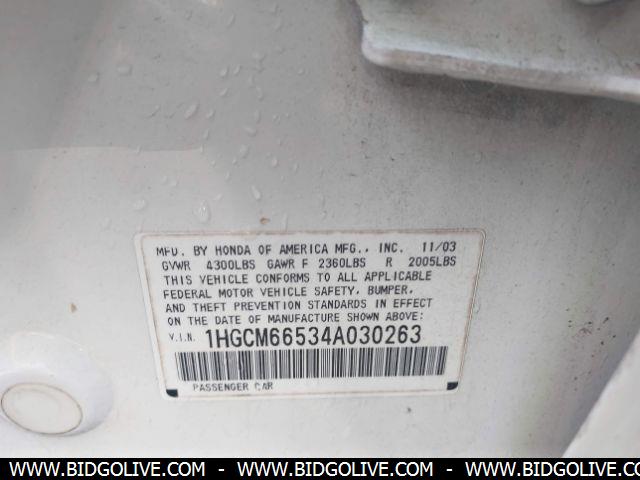 MFD. BY HONDA OF AMERICA MFG., INC. 11/03
GVWR 4300LBS GAWR F 2360LBS R 2005LBS
THIS VEHICLE CONFORMS TO ALL APPLICABLE
FEDERAL MOTOR VEHICLE SAFETY, BUMPER,
AND THEFT PREVENTION STANDARDS IN EFFECT
ON THE DATE OF MANUFACTURE SHOWN ABOVE:
V.I.N. 1HGCM66534A030263
PASSENGER CAR
WWW.BIDGOLIVE.COM - WWW.BIDGOLIVE.COM - WWW.BIDGOLIVE.COM